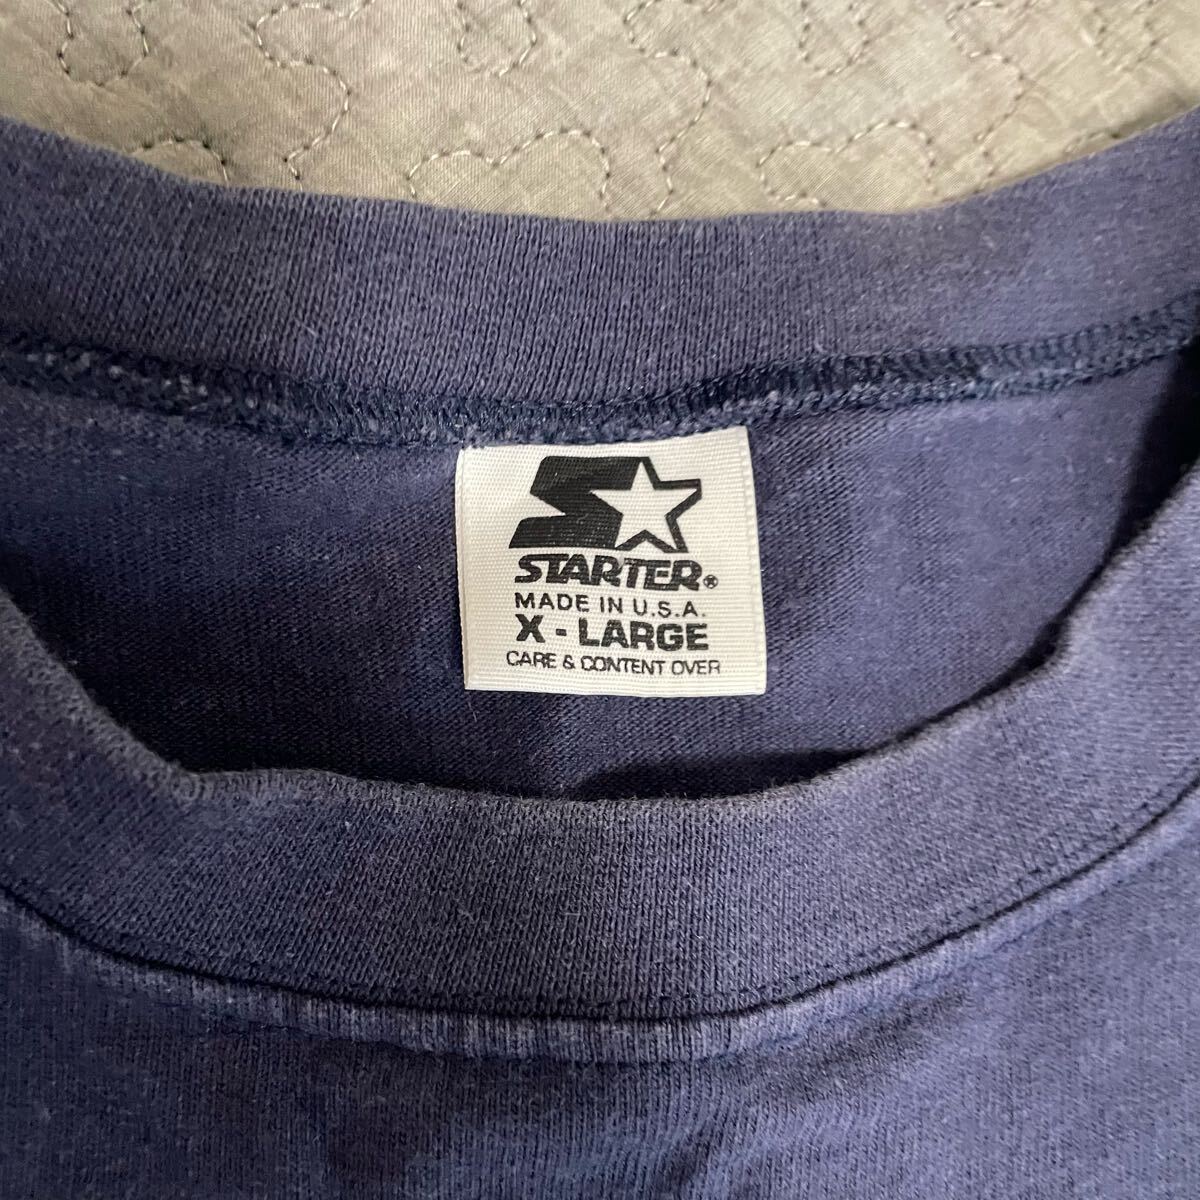 STARTER®
MADE IN U.S.A.
X - LARGE
CARE & CONTENT OVER